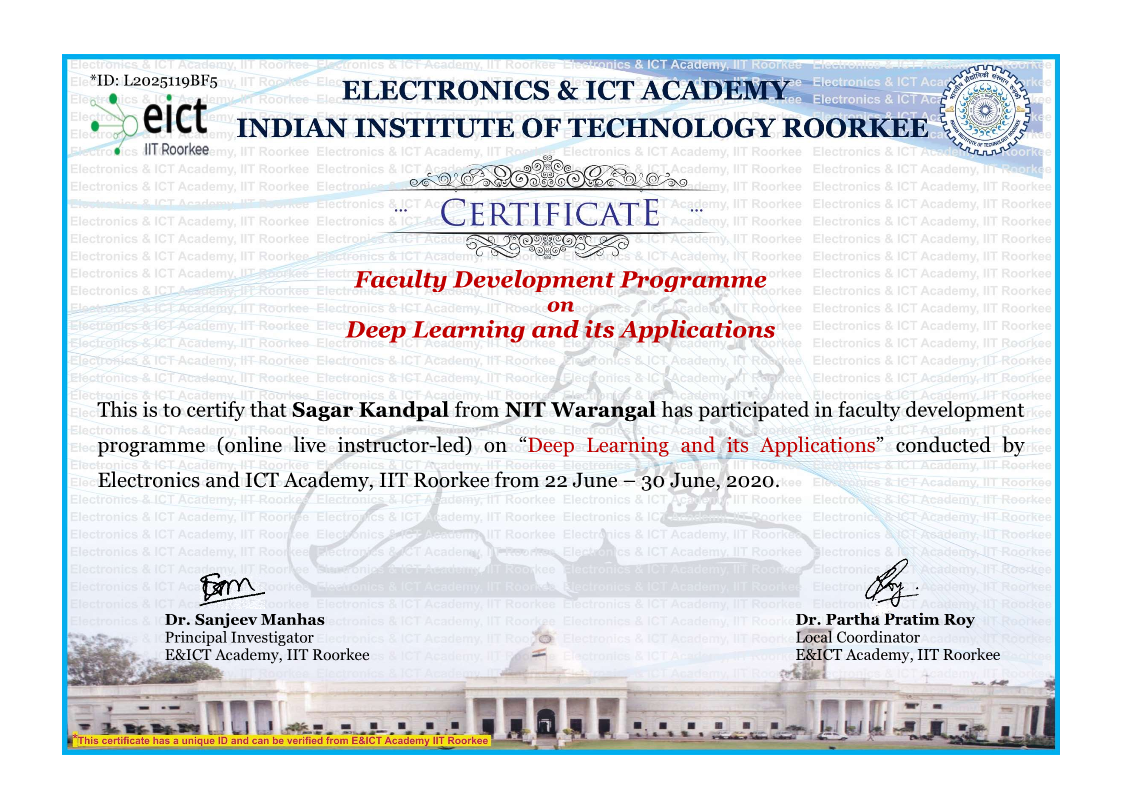 *ID: L2025119BF5
eict
IIT Roorkee
ELECTRONICS & ICT ACADEMY
INDIAN INSTITUTE OF TECHNOLOGY ROORKEE
CERTIFICATE
Faculty Development Programme
on
Deep Learning and its Applications
This is to certify that Sagar Kandpal from NIT Warangal has participated in faculty development
programme (online live instructor-led) on “Deep Learning and its Applications” conducted by
Electronics and ICT Academy, IIT Roorkee from 22 June – 30 June, 2020.
Dr. Sanjeev Manhas
Principal Investigator
E&ICT Academy, IIT Roorkee
Dr. Partha Pratim Roy
Local Coordinator
E&ICT Academy, IIT Roorkee
*This certificate has a unique ID and can be verified from E&ICT Academy IIT Roorkee